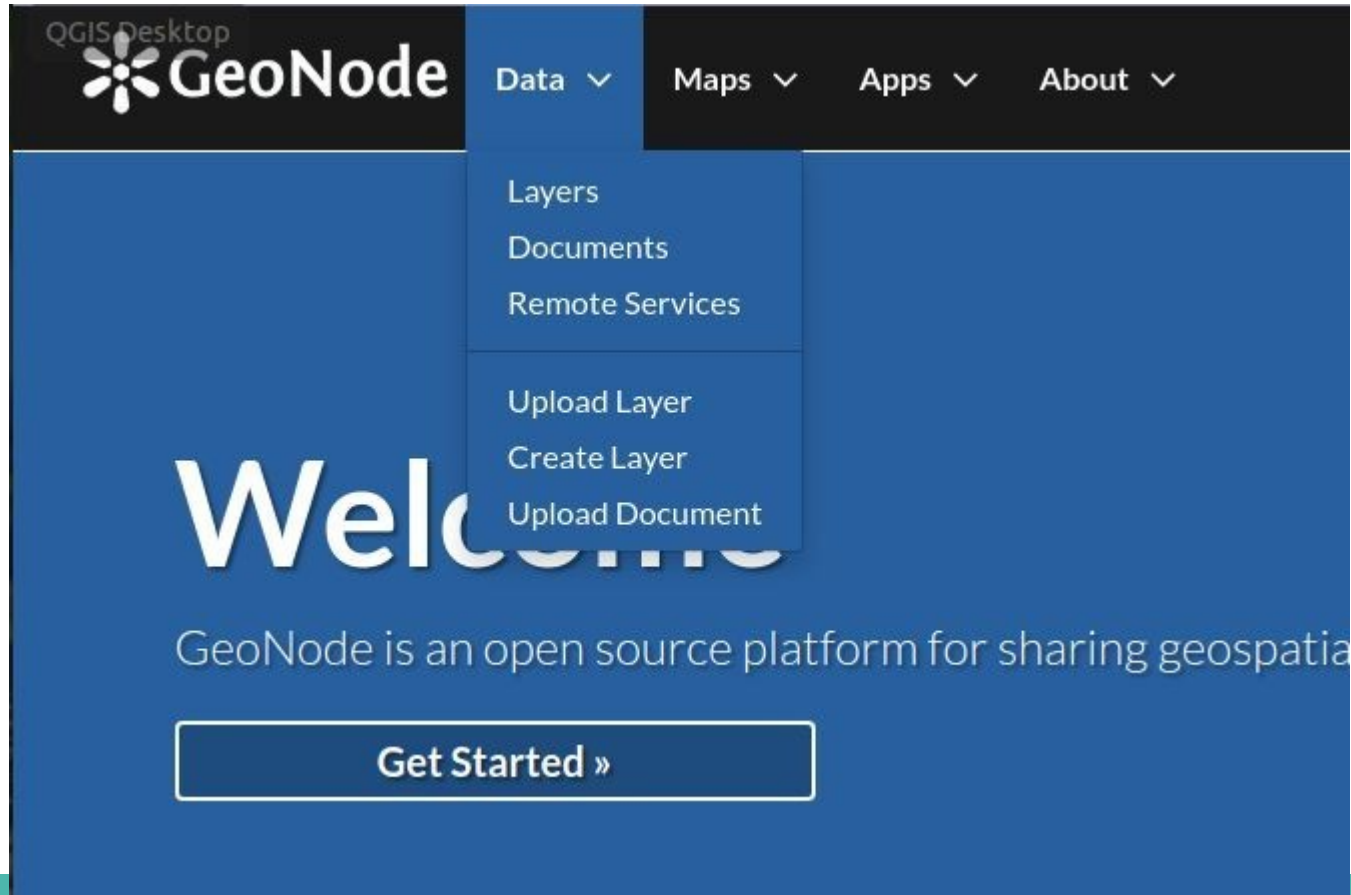 QGIS Desktop
GeoNode Data Maps Apps About
Layers
Documents
Remote Services
Upload Layer
Create Layer
Upload Document
Welcome
GeoNode is an open source platform for sharing geospatia
Get Started »